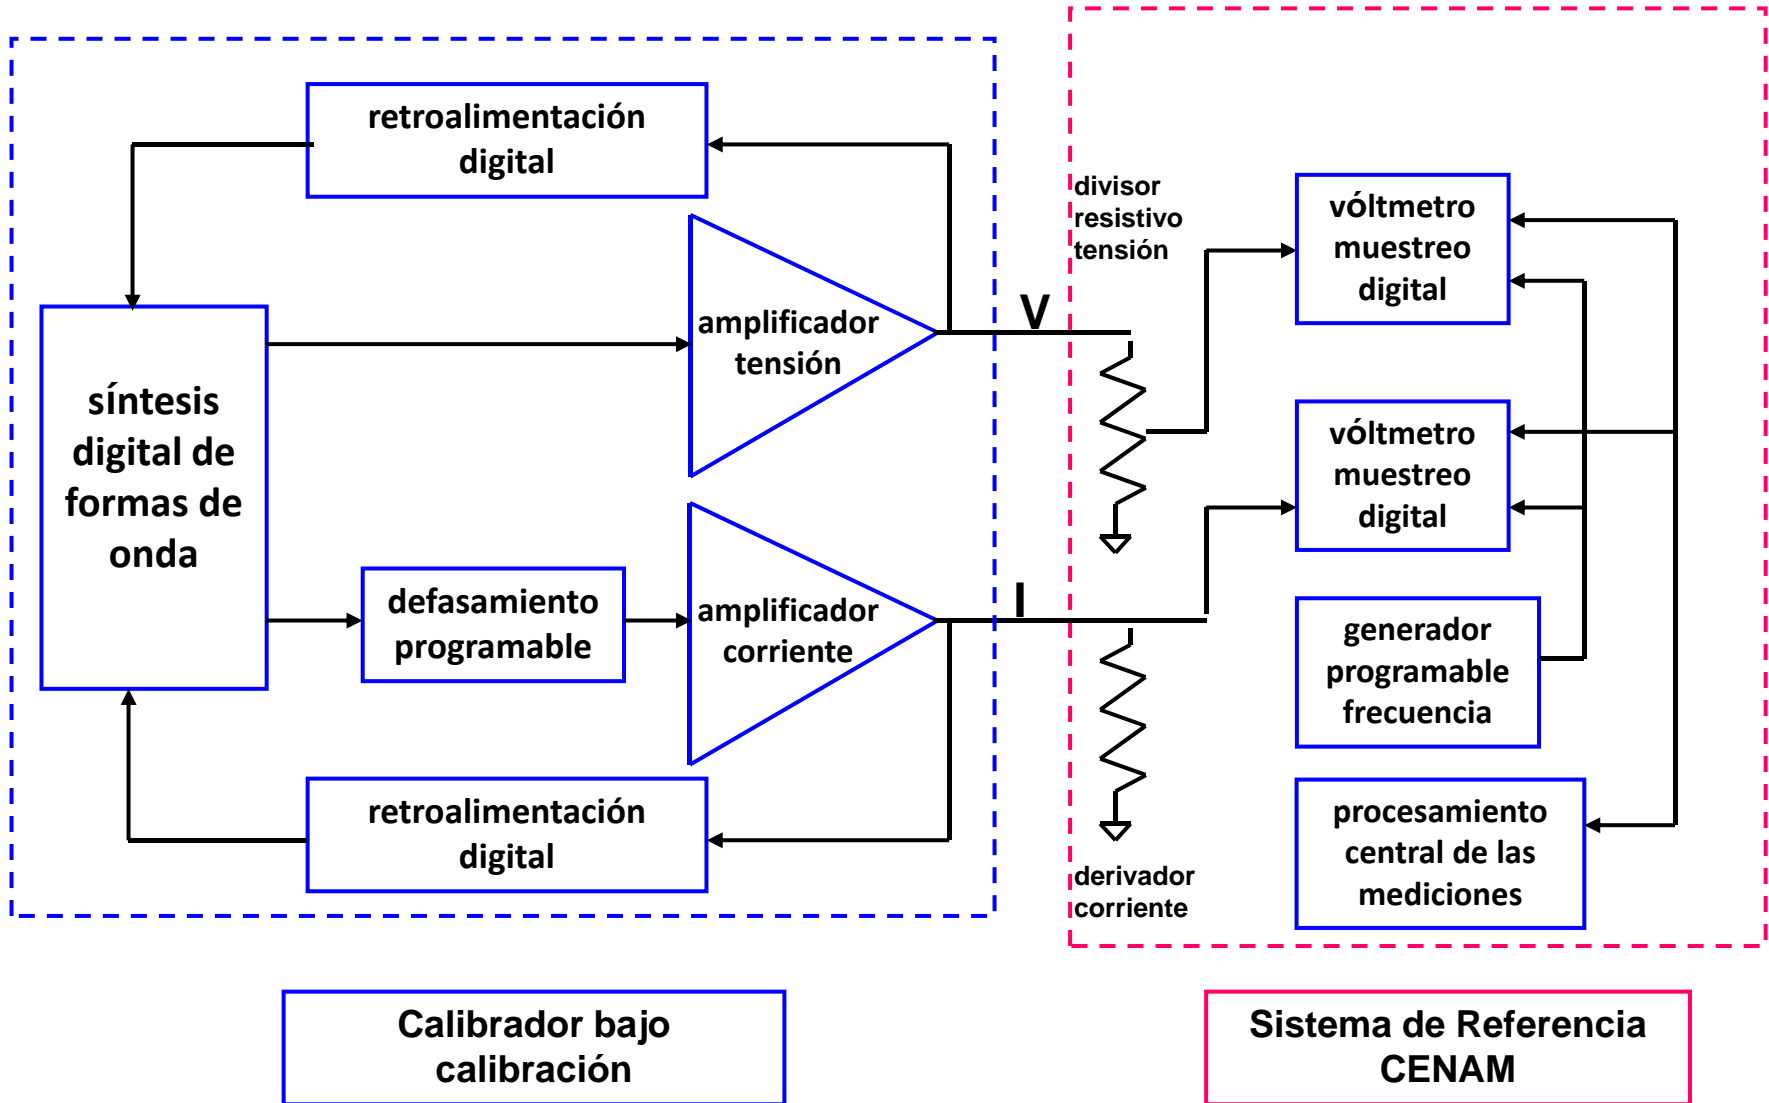 retroalimentación
digital
síntesis
digital de
formas de
onda
amplificador
tensión
defasamiento
programable
amplificador
corriente
retroalimentación
digital
V
I
divisor
resistivo
tensión
vóltmetro
muestreo
digital
vóltmetro
muestreo
digital
generador
programable
frecuencia
procesamiento
central de las
mediciones
derivador
corriente
Calibrador bajo
calibración
Sistema de Referencia
CENAM